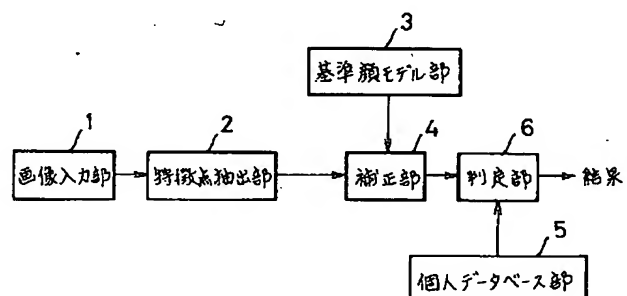 3
基準顔モデル部
1
2
4
6
画像入力部
特徴点抽出部
補正部
判定部
結果
5
個人データベース部